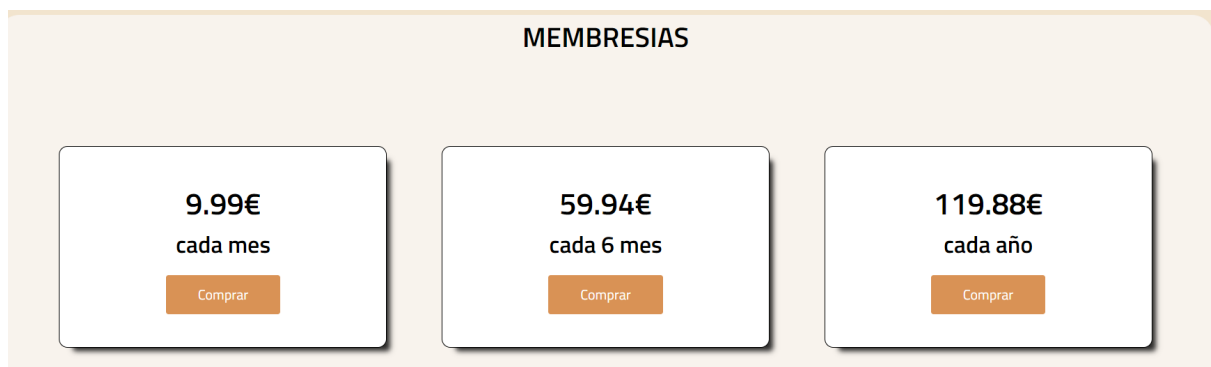 MEMBRESIAS
9.99€
cada mes
Comprar
59.94€
cada 6 mes
Comprar
119.88€
cada año
Comprar